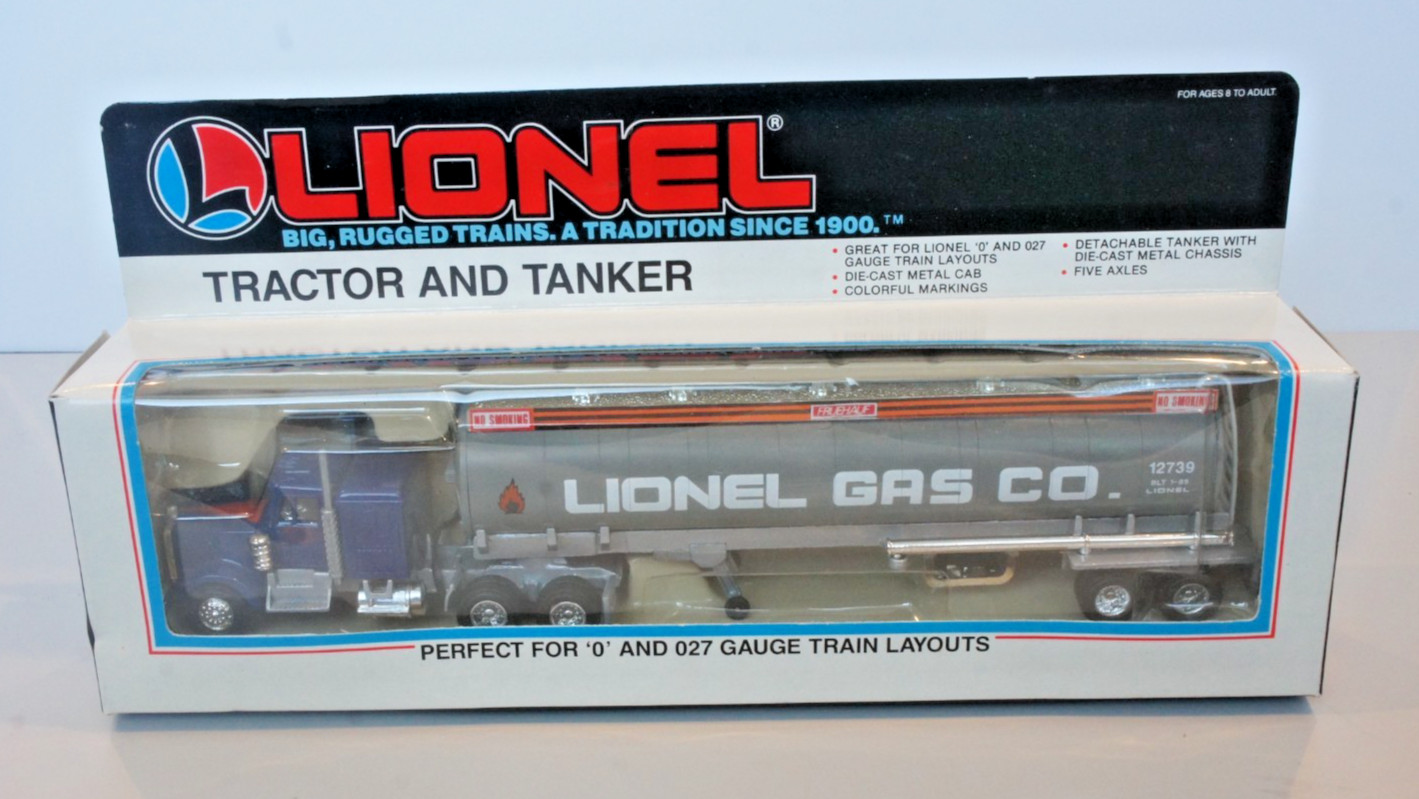 FOR AGES 8 TO ADULT
LIONEL®
BIG, RUGGED TRAINS. A TRADITION SINCE 1900.™
TRACTOR AND TANKER
• GREAT FOR LIONEL '0' AND 027
GAUGE TRAIN LAYOUTS
• DIE-CAST METAL CAB
• COLORFUL MARKINGS
• DETACHABLE TANKER WITH
DIE-CAST METAL CHASSIS
• FIVE AXLES
NO SMOKING
NO SMOKING
LIONEL GAS CO.
12739
LIONEL
PERFECT FOR '0' AND 027 GAUGE TRAIN LAYOUTS